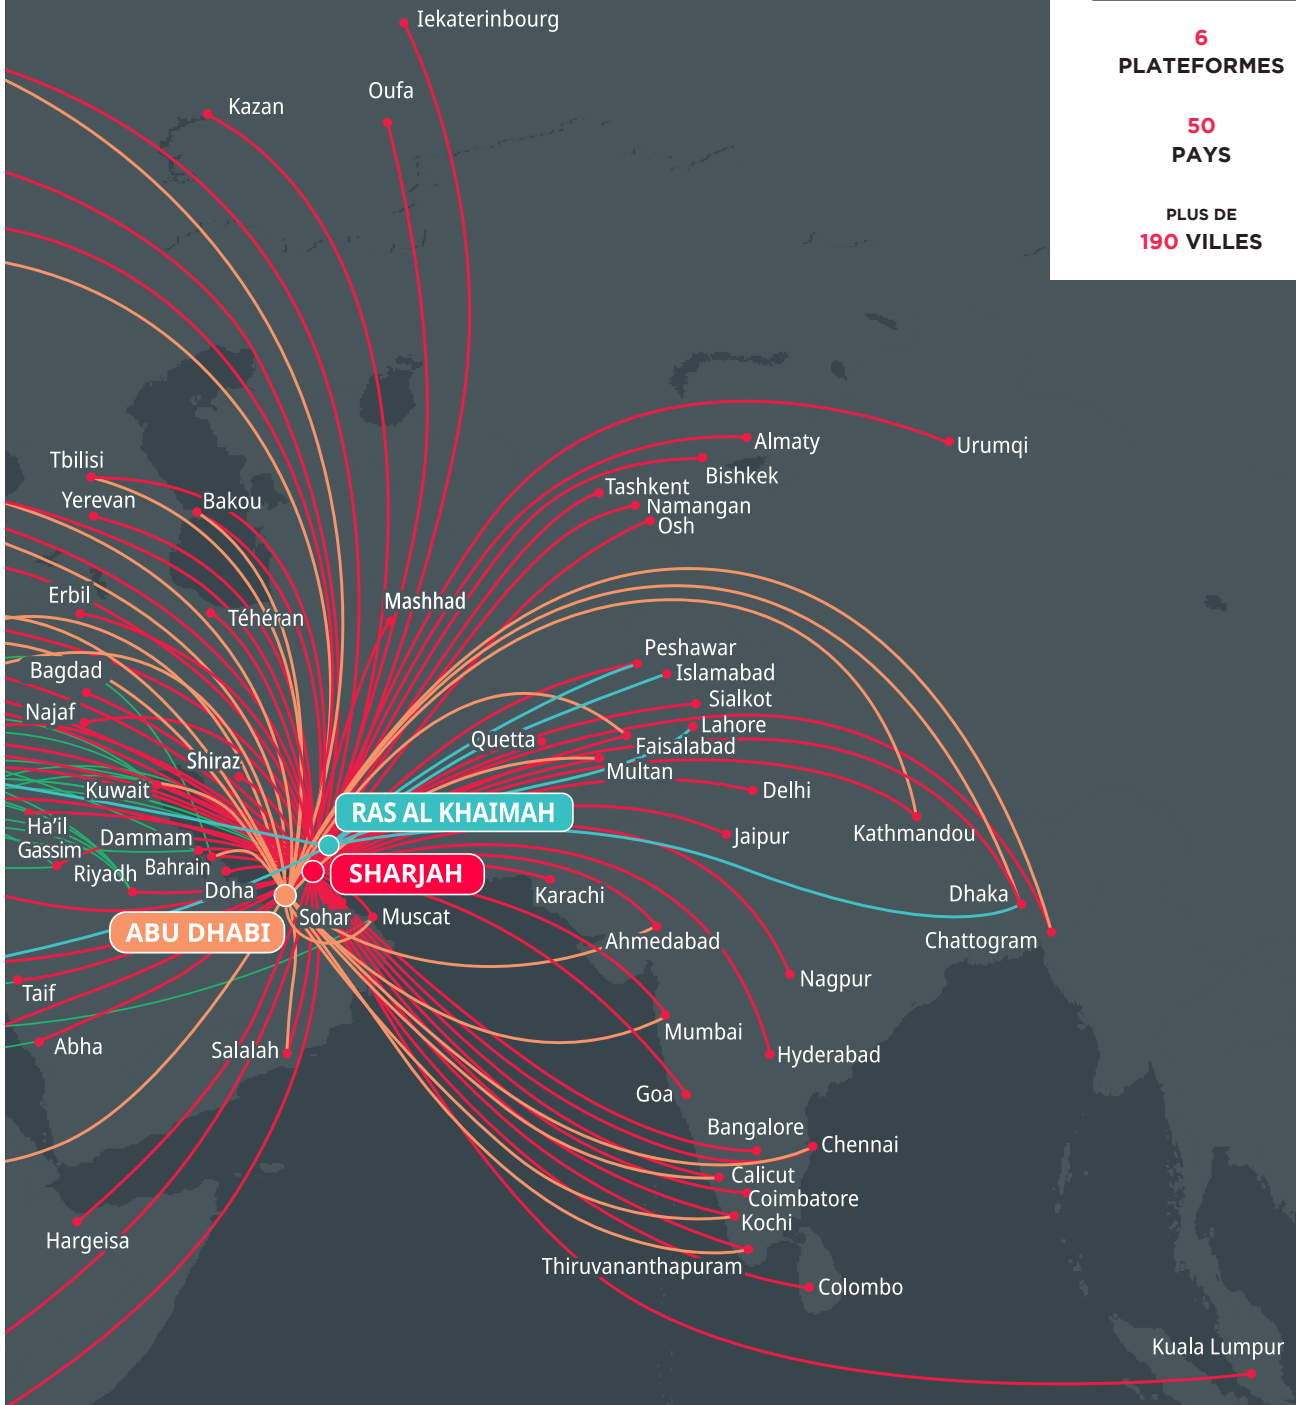 Iekaterinbourg
6
PLATEFORMES
Oufa
Kazan
50
PAYS
PLUS DE
190 VILLES
Almaty
Urumqi
Tbilisi
Bishkek
Tashkent
Yerevan
Bakou
Namangan
Osh
Erbil
Mashhad
Téhéran
Peshawar
Bagdad
Islamabad
Sialkot
Najaf
Lahore
Quetta
Faisalabad
Shiraz
Multan
Kuwait
Delhi
RAS AL KHAIMAH
Ha’il
Dammam
Jaipur
Kathmandou
Gassim
Bahrain
Riyadh
SHARJAH
Doha
Karachi
Dhaka
Sohar
Muscat
ABU DHABI
Ahmedabad
Chattogram
Nagpur
Taif
Mumbai
Abha
Salalah
Hyderabad
Goa
Bangalore
Chennai
Calicut
Coimbatore
Kochi
Hargeisa
Thiruvananthapuram
Colombo
Kuala Lumpur